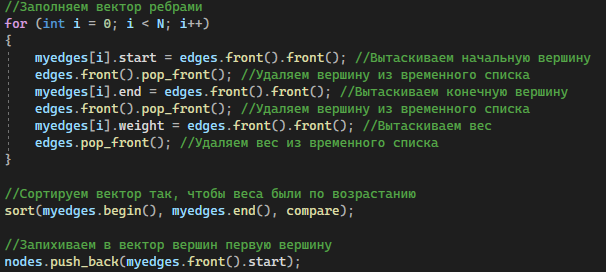 //Заполняем вектор ребрами
for (int i = 0; i < N; i++)
{
    myedges[i].start = edges.front().front(); //Вытаскиваем начальную вершину
    edges.front().pop_front(); //Удаляем вершину из временного списка
    myedges[i].end = edges.front().front(); //Вытаскиваем конечную вершину
    edges.front().pop_front(); //Удаляем вершину из временного списка
    myedges[i].weight = edges.front().front(); //Вытаскиваем вес
    edges.pop_front(); //Удаляем вес из временного списка
}

//Сортируем вектор так, чтобы веса были по возрастанию
sort(myedges.begin(), myedges.end(), compare);

//Запихиваем в вектор вершин первую вершину
nodes.push_back(myedges.front().start);